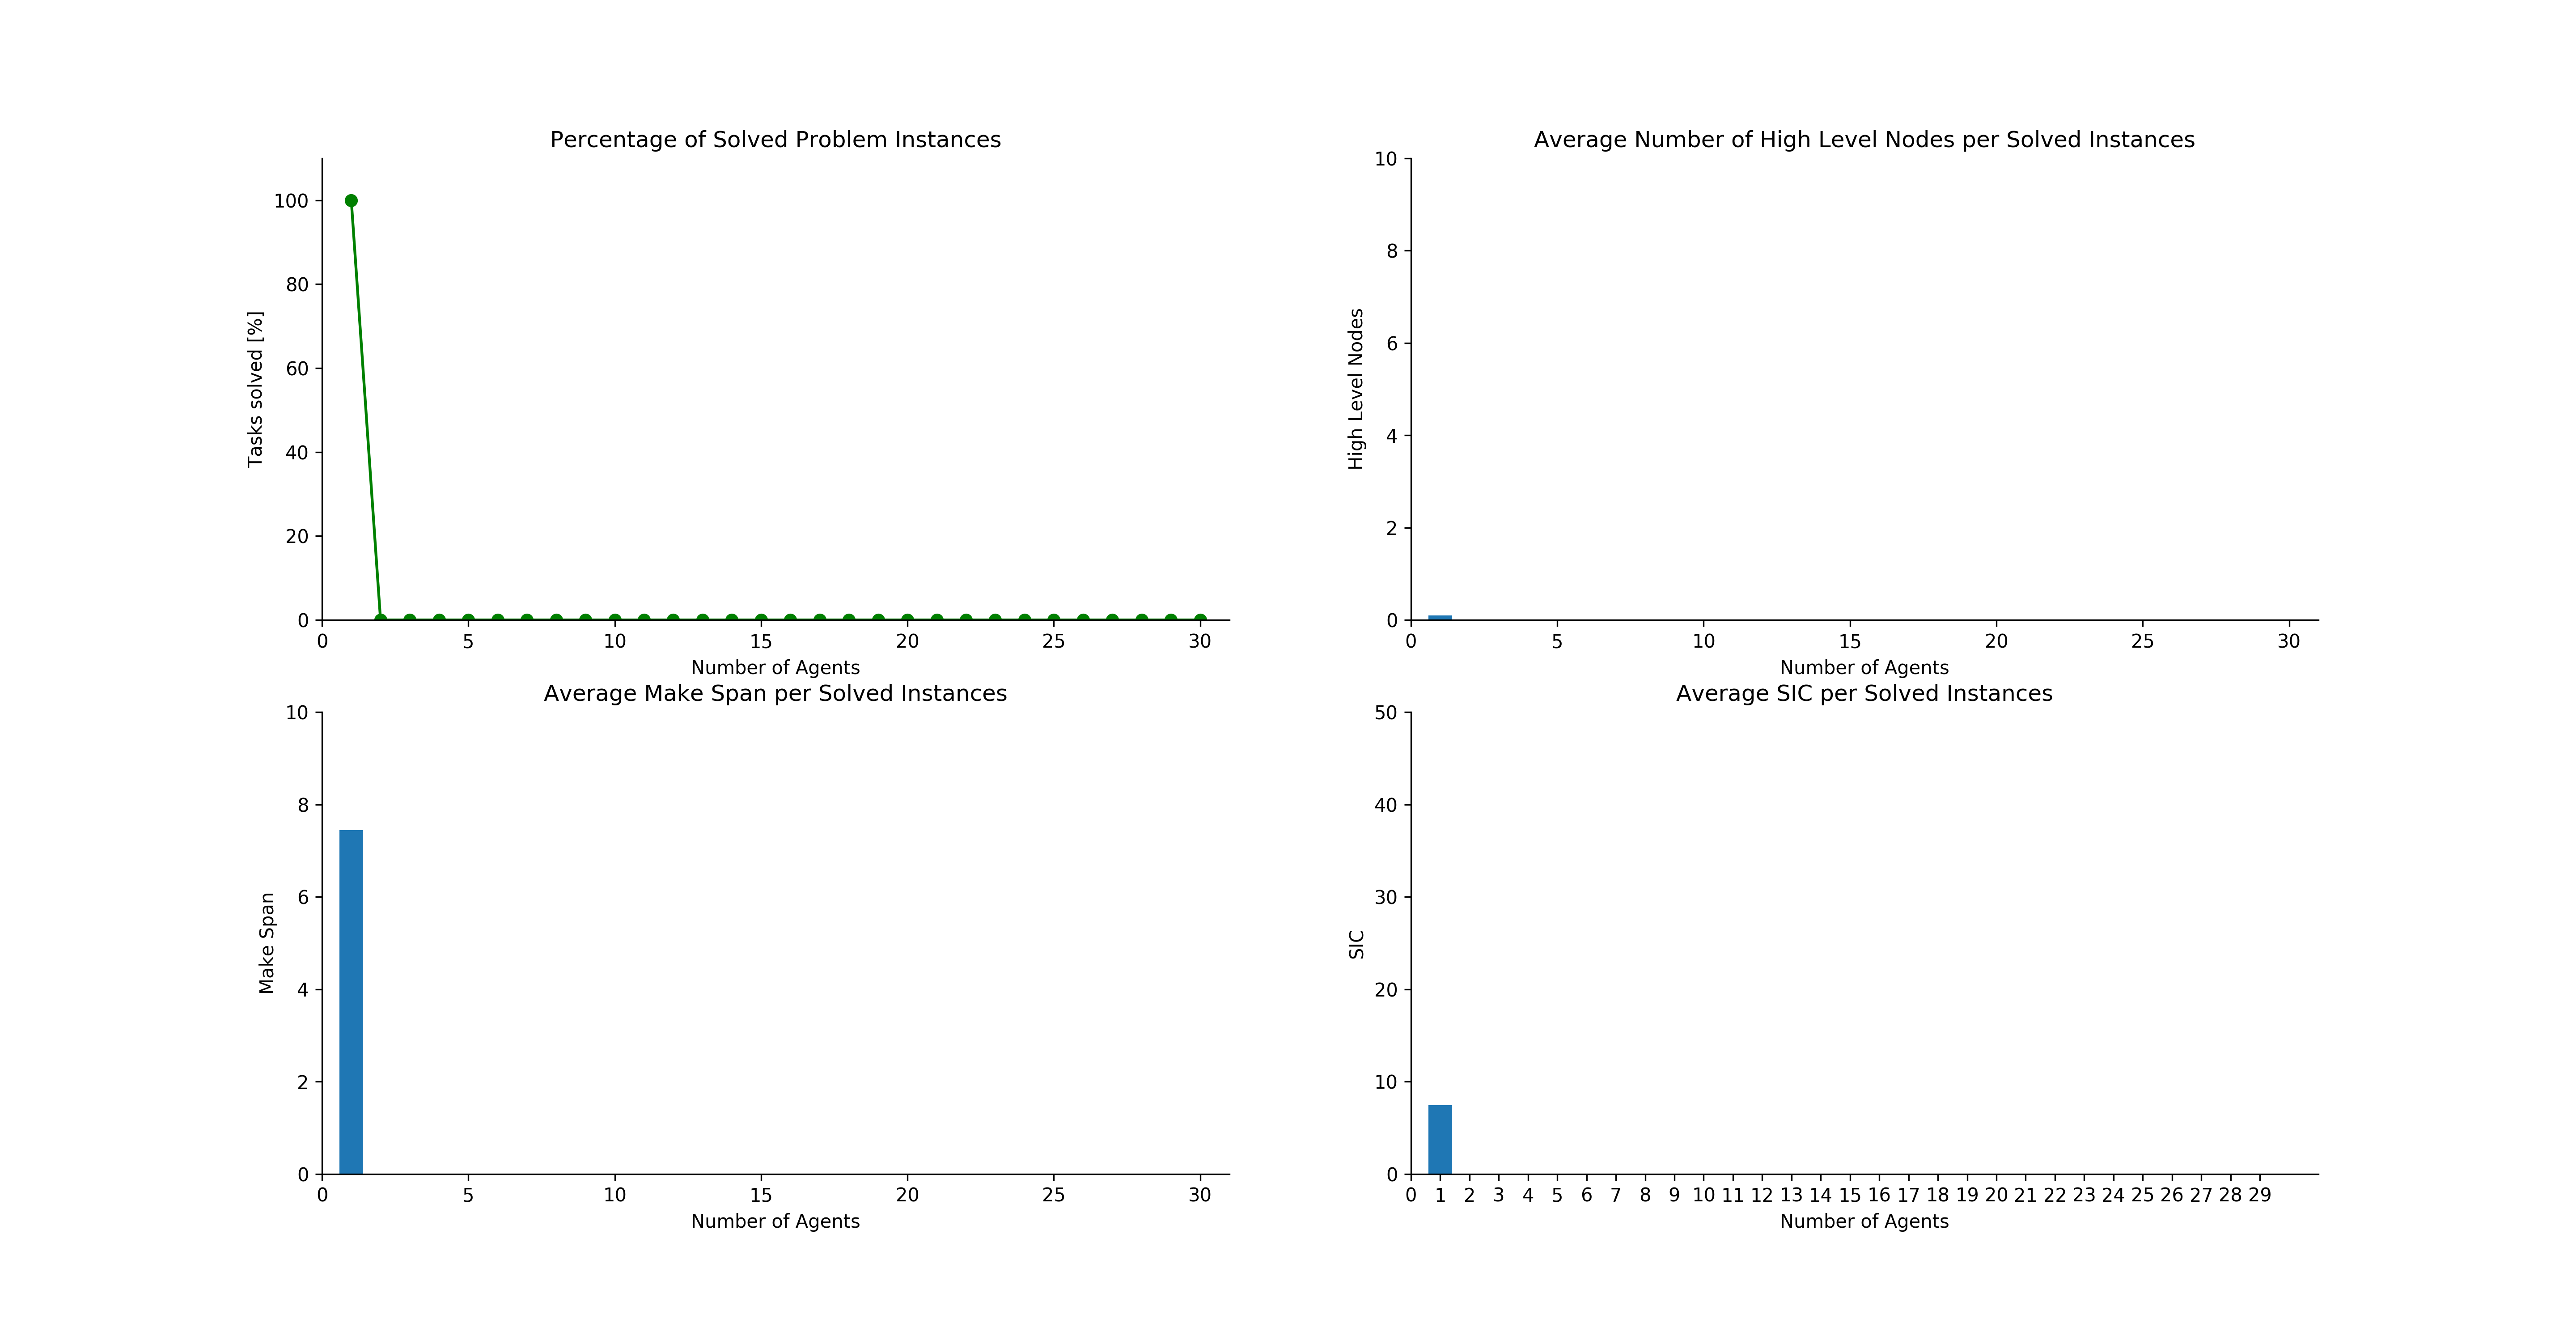 Percentage of Solved Problem Instances
100
80
60
40
20
0
Tasks solved [%]
0 5 10 15 20 25 30
Number of Agents
Average Number of High Level Nodes per Solved Instances
10
8
6
4
2
0
High Level Nodes
0 5 10 15 20 25 30
Number of Agents
Average Make Span per Solved Instances
10
8
6
4
2
0
Make Span
0 5 10 15 20 25 30
Number of Agents
Average SIC per Solved Instances
50
40
30
20
10
0
SIC
0 1 2 3 4 5 6 7 8 9 10 11 12 13 14 15 16 17 18 19 20 21 22 23 24 25 26 27 28 29
Number of Agents